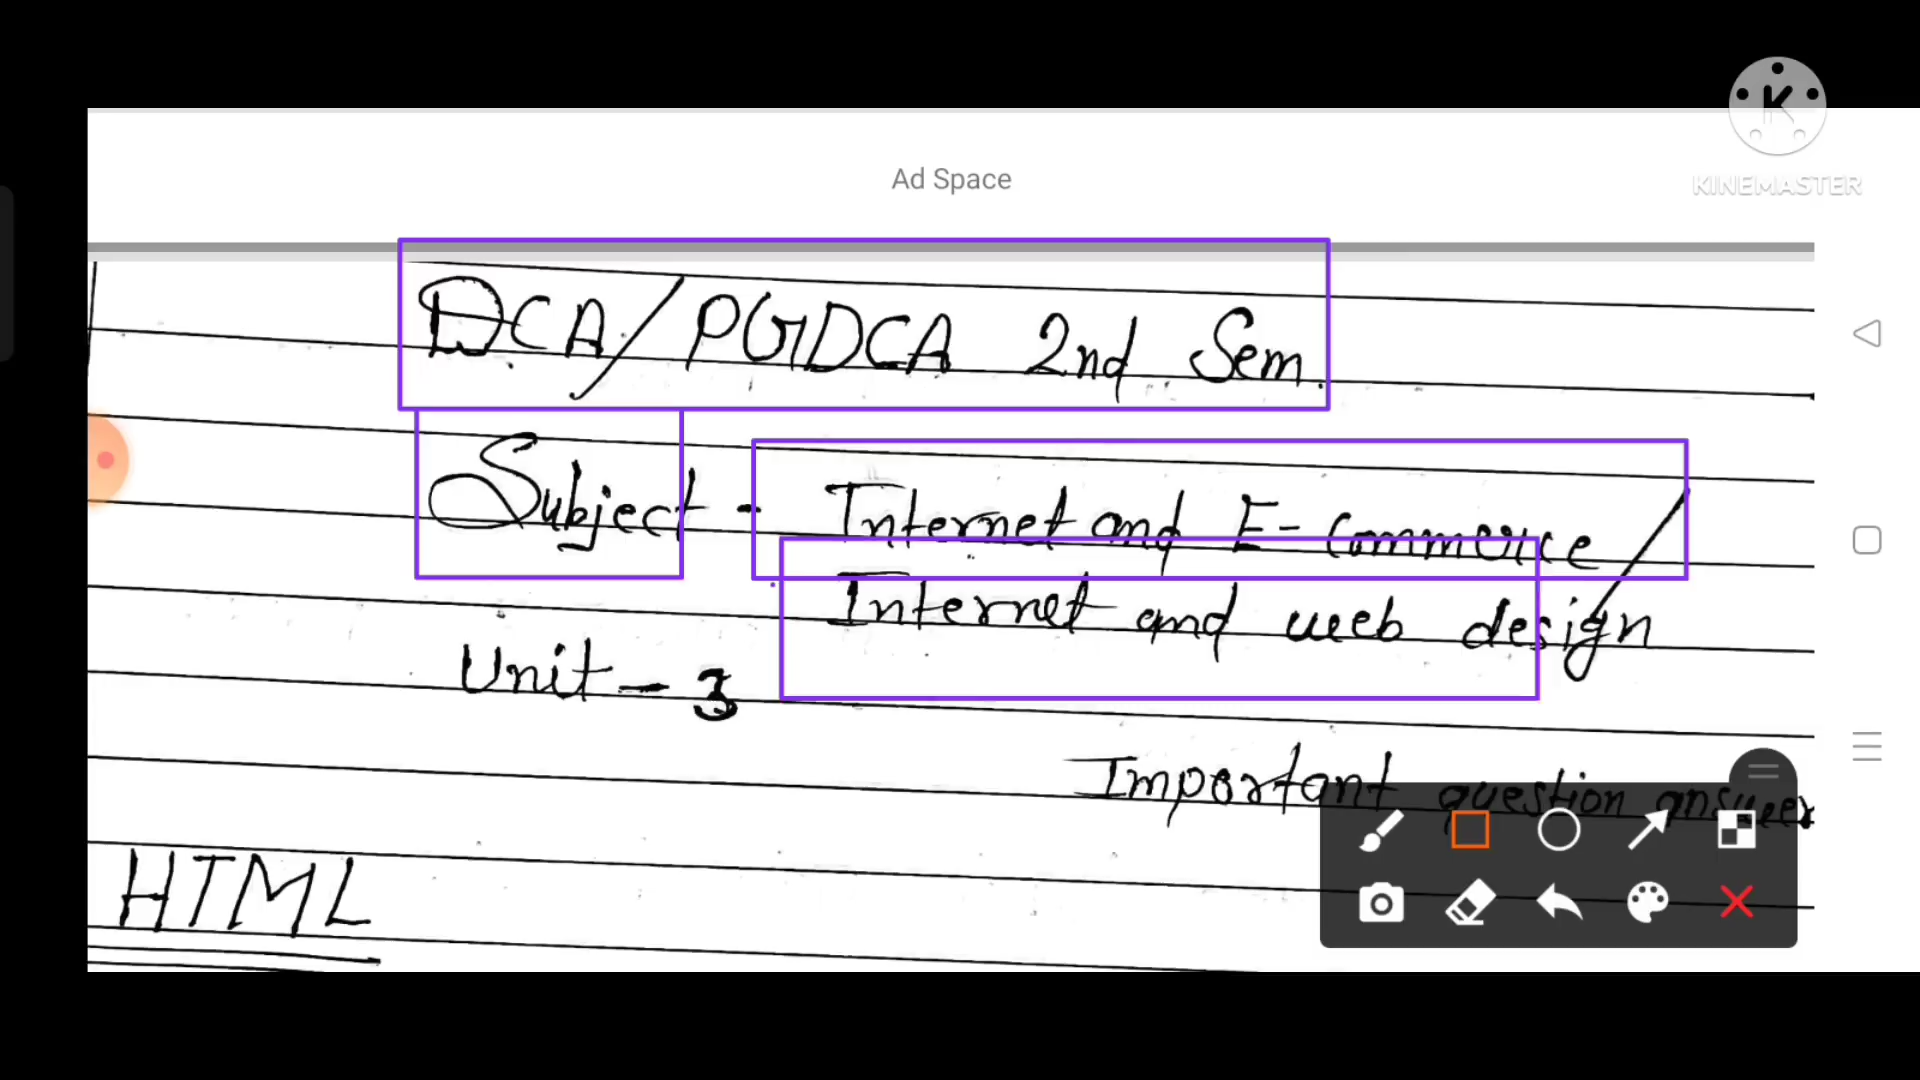 Ad Space
KINEMASTER
DCA/PGDCA 2nd Sem.
Subject - Internet and E-Commerce/
Internet and web design
Unit - 3
Important question answer
HTML